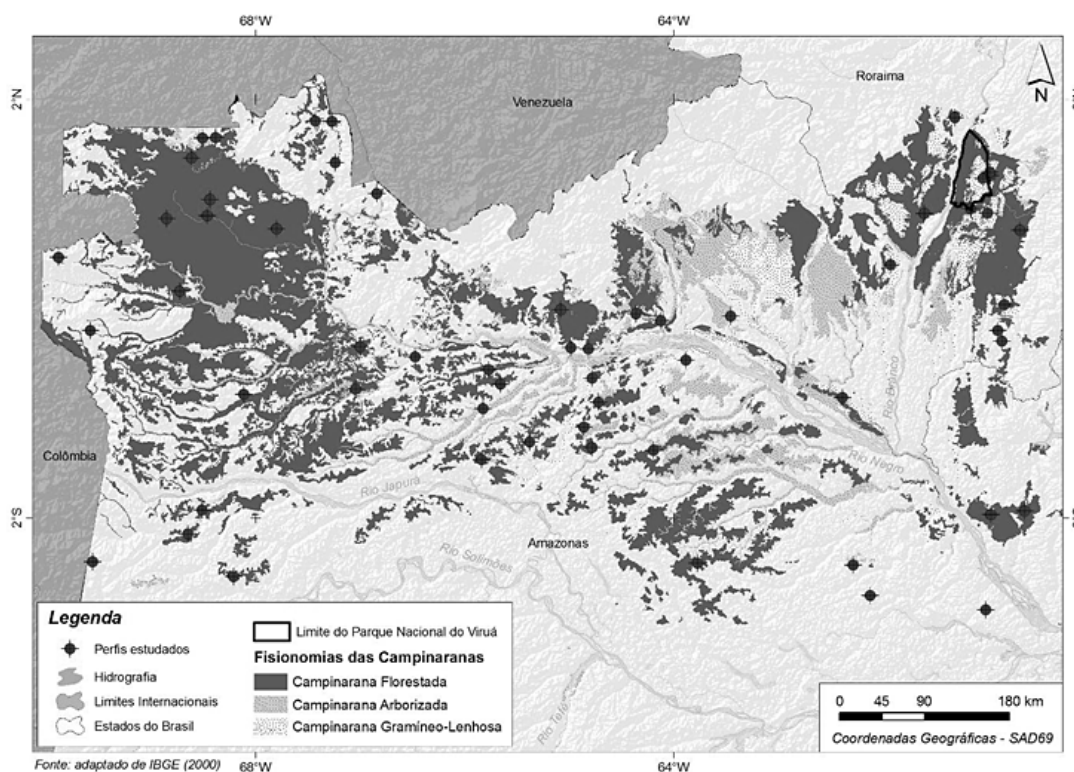 68°W
64°W
Roraima
Venezuela
N
2°N
Rio Branco
Colômbia
Rio Negro
Rio Japurá
2°S
Amazonas
Rio Solimões
Legenda
Perfis estudados
Hidrografia
Limites Internacionais
Estados do Brasil
Limite do Parque Nacional do Viruá
Fisionomias das Campinaranas
Campinarana Florestada
Campinarana Arborizada
Campinarana Gramíneo-Lenhosa
Rio Tefé
0 45 90 180 km
Coordenadas Geográficas - SAD69
Fonte: adaptado de IBGE (2000)
68°W
64°W